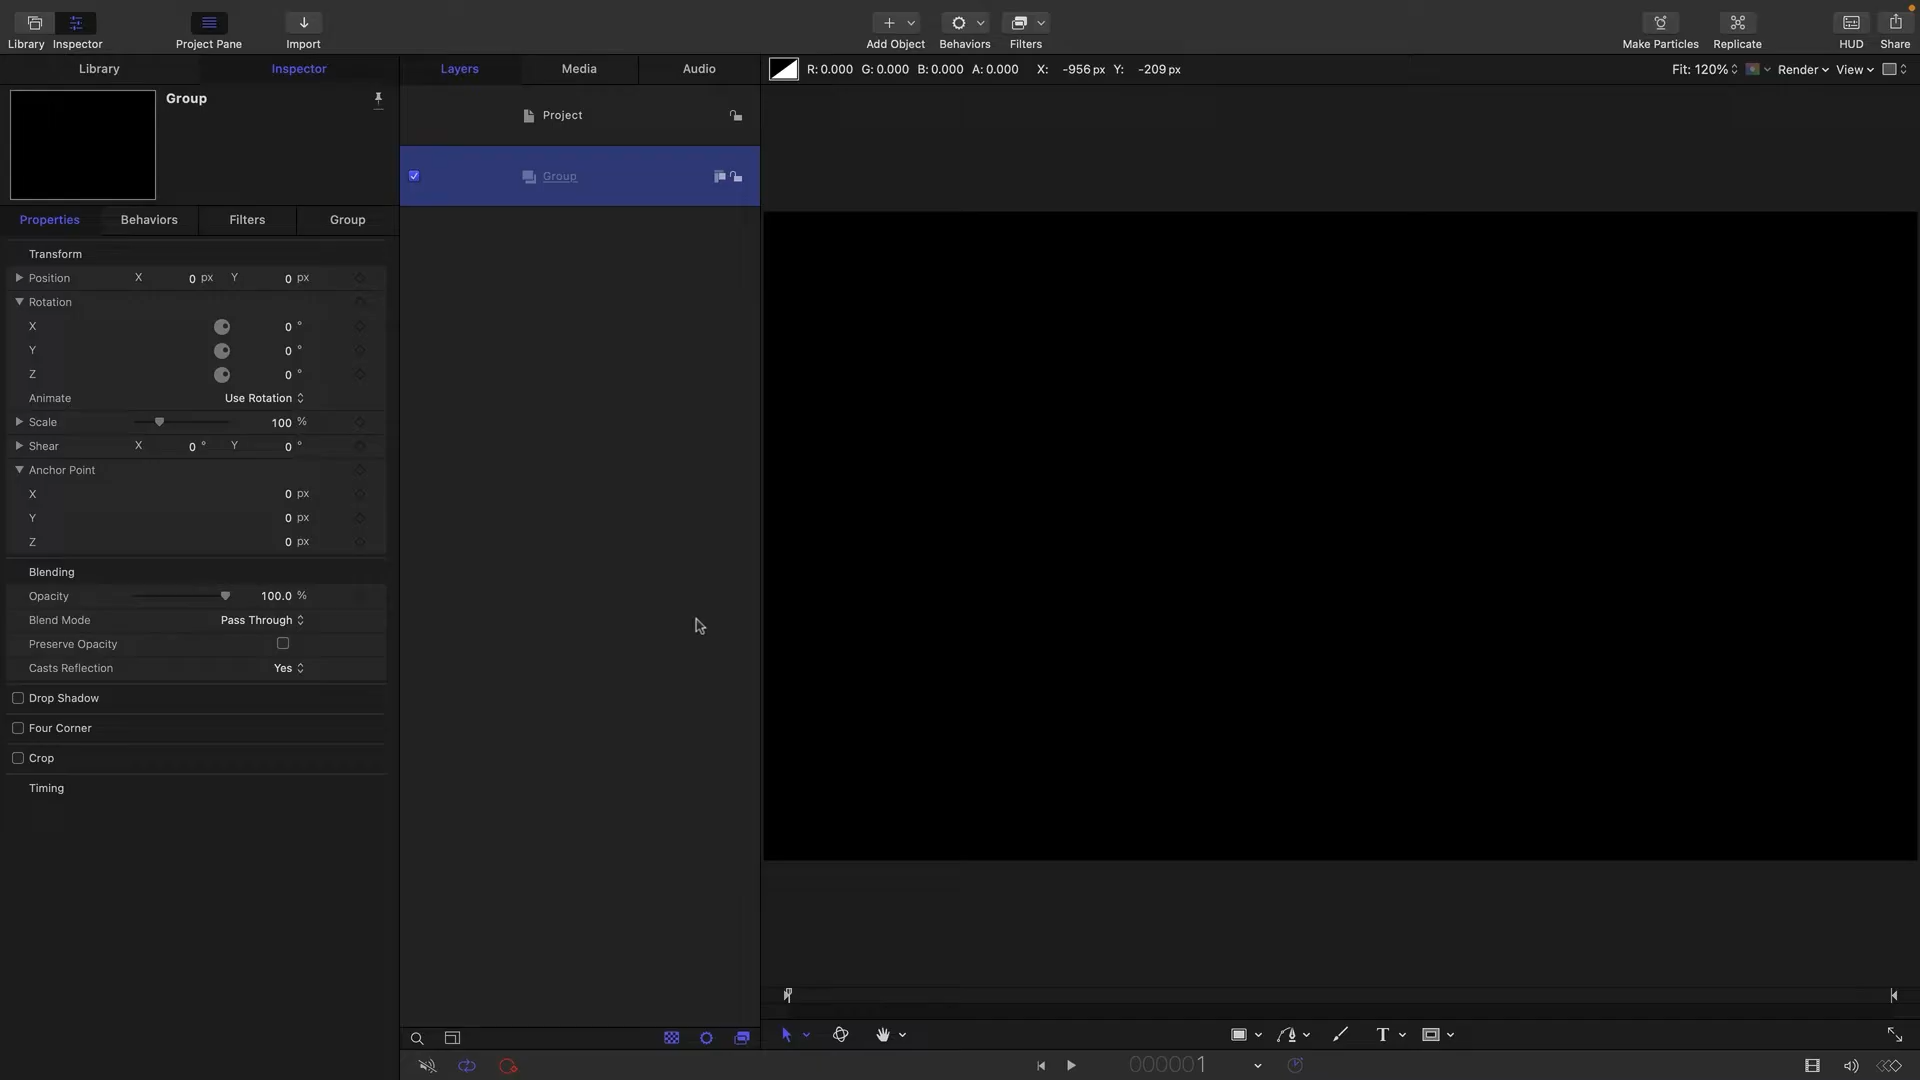 Library Inspector Project Pane Import Add Object Behaviors Filters Make Particles Replicate HUD Share
Library Inspector Layers Media Audio R: 0.000 G: 0.000 B: 0.000 A: 0.000 X: -956 px Y: -209 px Fit: 120% Render View
Group
Project
Group
Properties Behaviors Filters Group
Transform
Position X 0 px Y 0 px
Rotation
X 0 °
Y 0 °
Z 0 °
Animate Use Rotation
Scale 100 %
Shear X 0 ° Y 0 °
Anchor Point
X 0 px
Y 0 px
Z 0 px
Blending
Opacity 100.0 %
Blend Mode Pass Through
Preserve Opacity
Casts Reflection Yes
Drop Shadow
Four Corner
Crop
Timing
T
000001